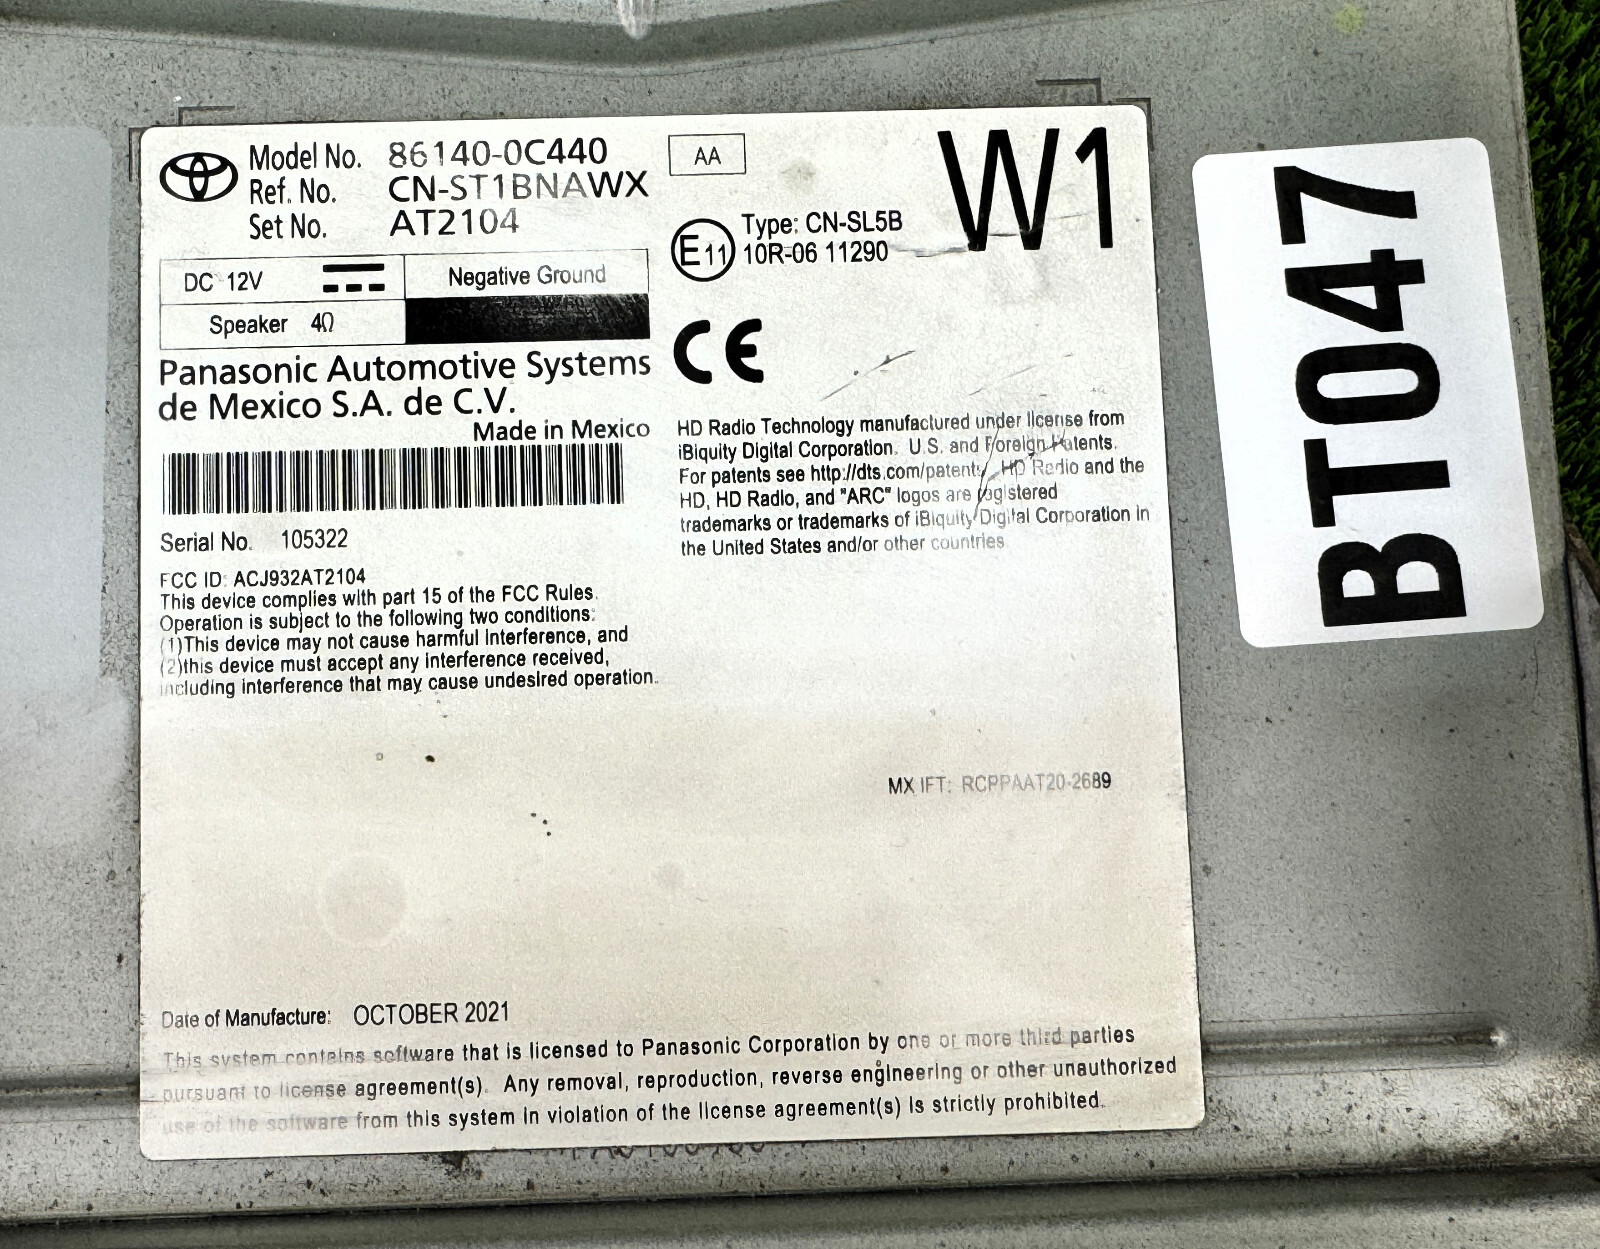 Model No. 86140-0C440
Ref. No. CN-ST1BNAWX
Set No. AT2104
AA
W1
E11
Type: CN-SL5B
10R-06 11290
DC 12V
Negative Ground
Speaker 4Ω
CE
Panasonic Automotive Systems
de Mexico S.A. de C.V.
Made in Mexico
Serial No. 105322
FCC ID: ACJ932AT2104
This device complies with part 15 of the FCC Rules.
Operation is subject to the following two conditions:
(1)This device may not cause harmful interference, and
(2)this device must accept any interference received,
including interference that may cause undesired operation.
HD Radio Technology manufactured under license from
iBiquity Digital Corporation. U.S. and Foreign Patents.
For patents see http://dts.com/patents/ HD Radio and the
HD, HD Radio, and "ARC" logos are registered
trademarks or trademarks of iBiquity Digital Corporation in
the United States and/or other countries
MX IFT: RCPPAAT20-2689
Date of Manufacture: OCTOBER 2021
This system contains software that is licensed to Panasonic Corporation by one or more third parties
pursuant to license agreement(s). Any removal, reproduction, reverse engineering or other unauthorized
use of the software from this system in violation of the license agreement(s) is strictly prohibited.
BT047